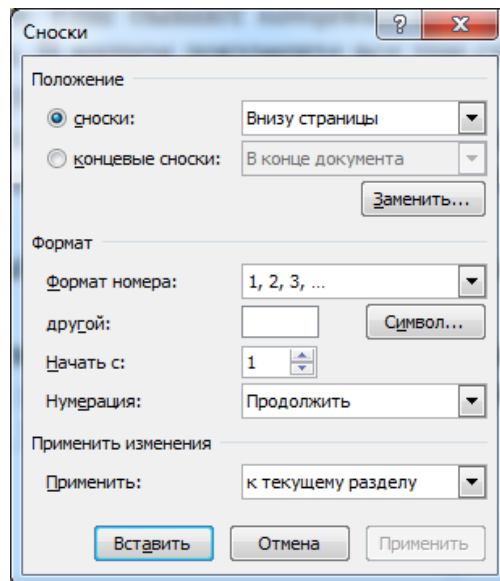 Сноски
Положение
сноски: Внизу страницы
концевые сноски: В конце документа
Заменить...
Формат
Формат номера: 1, 2, 3, ...
другой: Символ...
Начать с: 1
Нумерация: Продолжить
Применить изменения
Применить: к текущему разделу
Вставить Отмена Применить